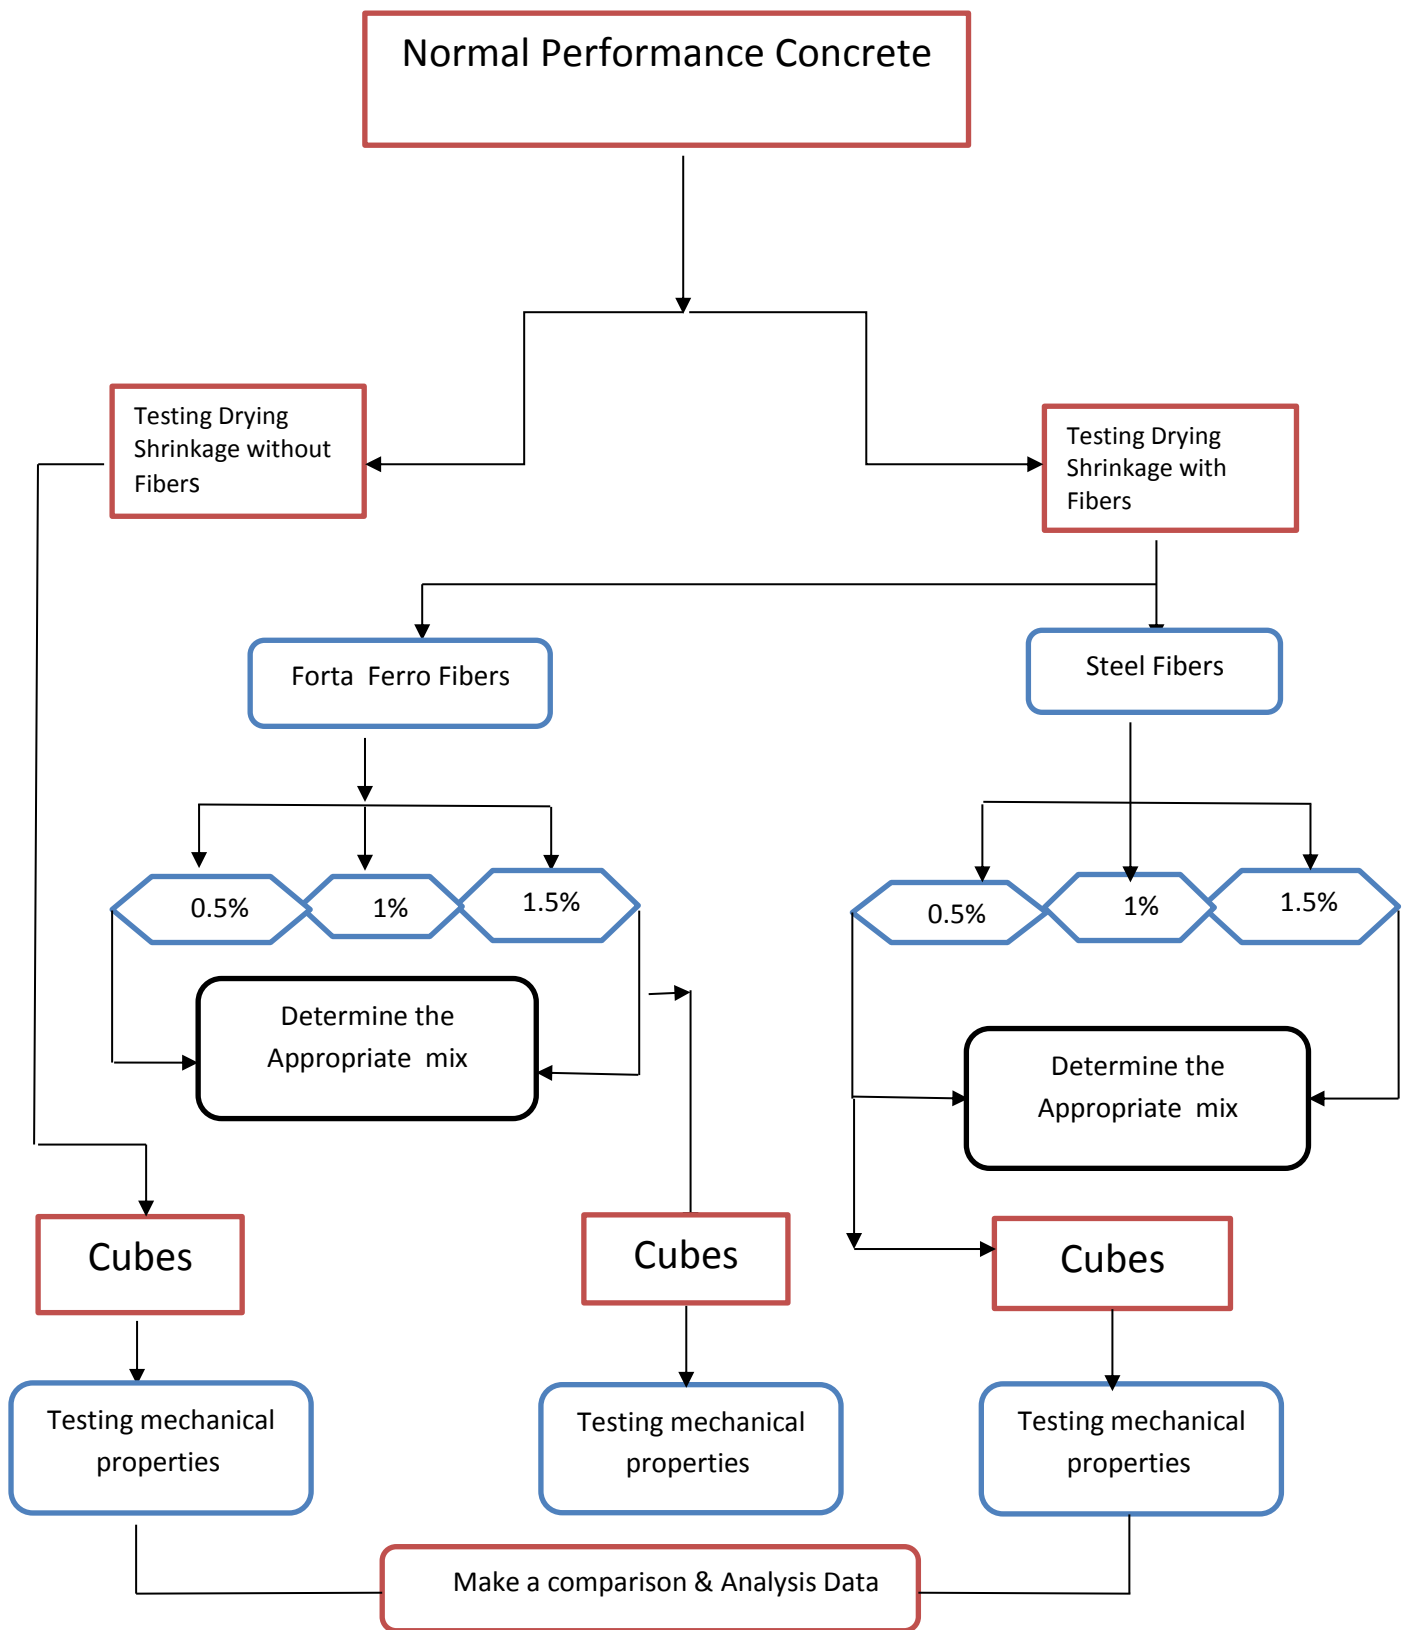 Normal Performance Concrete
Testing Drying
Shrinkage without
Fibers
Testing Drying
Shrinkage with
Fibers
Forta Ferro Fibers
Steel Fibers
0.5%
1%
1.5%
0.5%
1%
1.5%
Determine the
Appropriate mix
Determine the
Appropriate mix
Cubes
Cubes
Cubes
Testing mechanical
properties
Testing mechanical
properties
Testing mechanical
properties
Make a comparison & Analysis Data